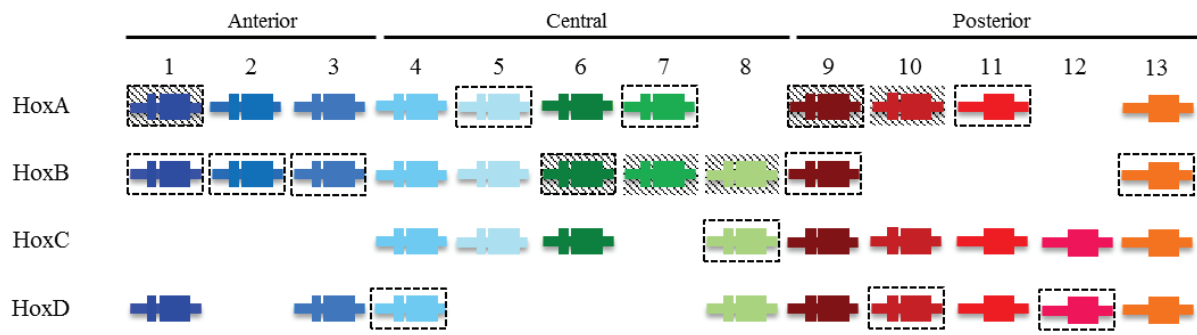 Anterior Central Posterior
1 2 3 4 5 6 7 8 9 10 11 12 13
HoxA
HoxB
HoxC
HoxD